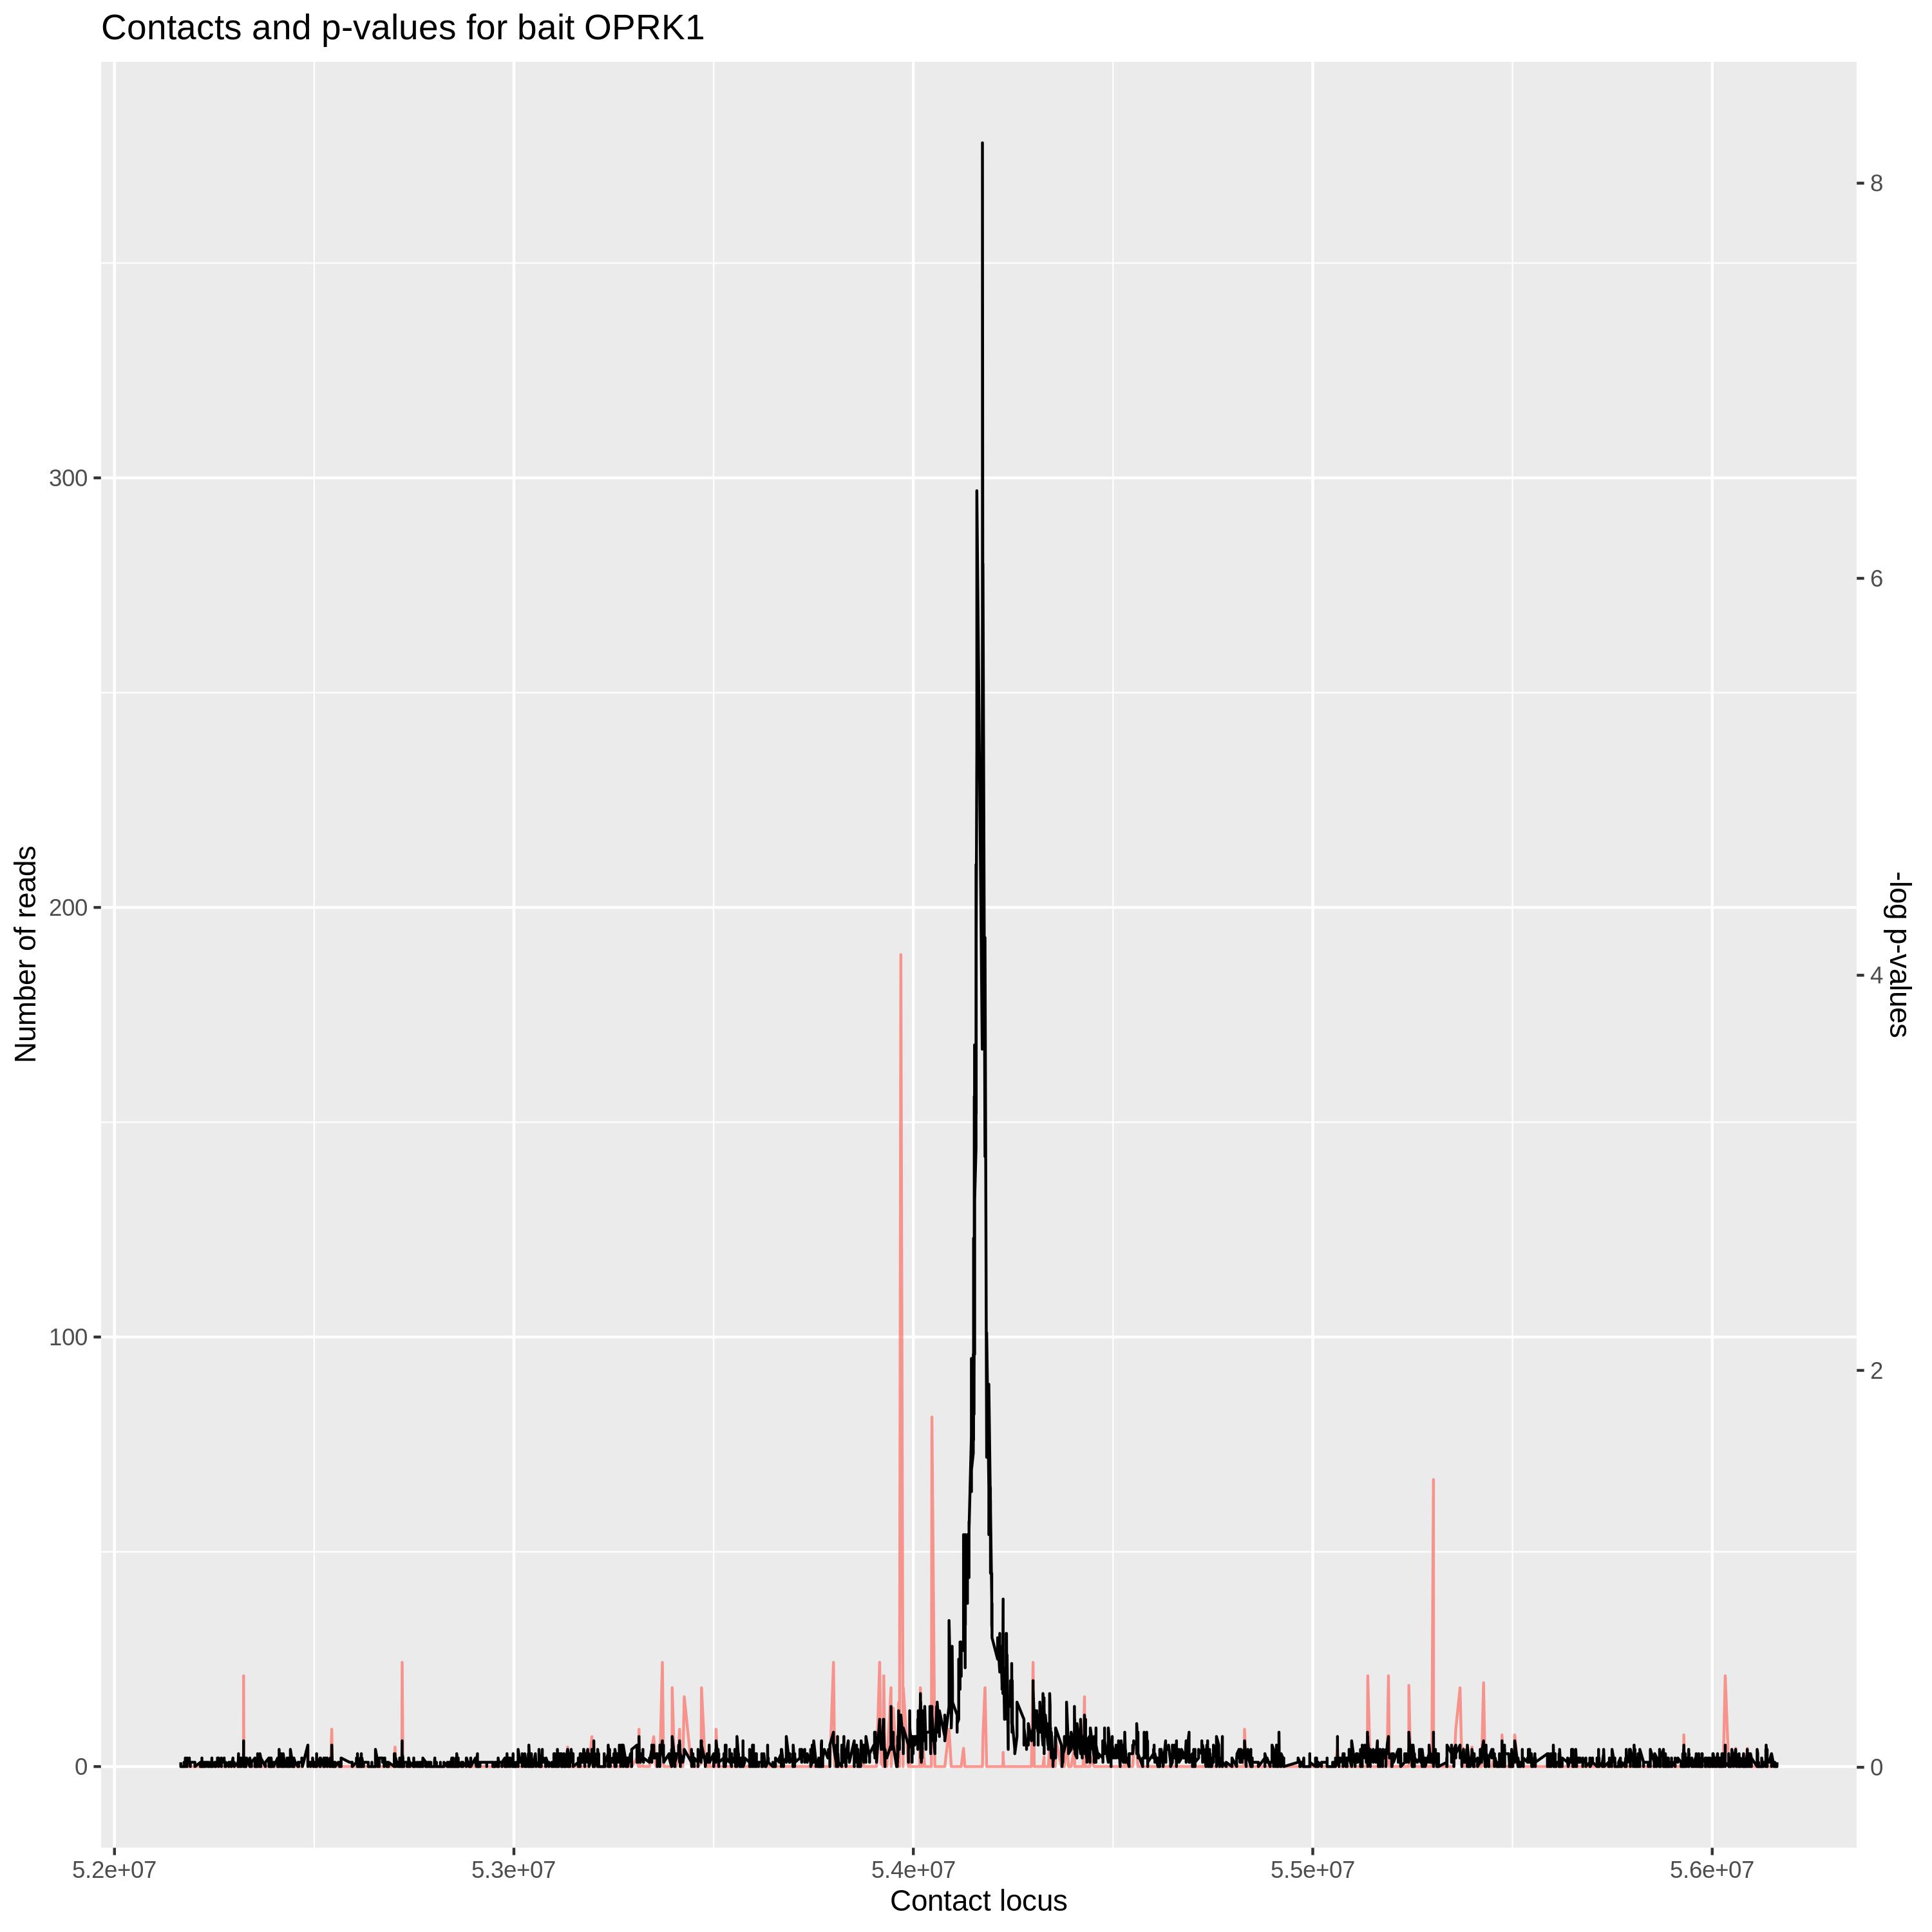 Contacts and p-values for bait OPRK1
Number of reads
300
200
100
0
8
6
4
2
0
-log p-values
5.2e+07
5.3e+07
5.4e+07
5.5e+07
5.6e+07
Contact locus